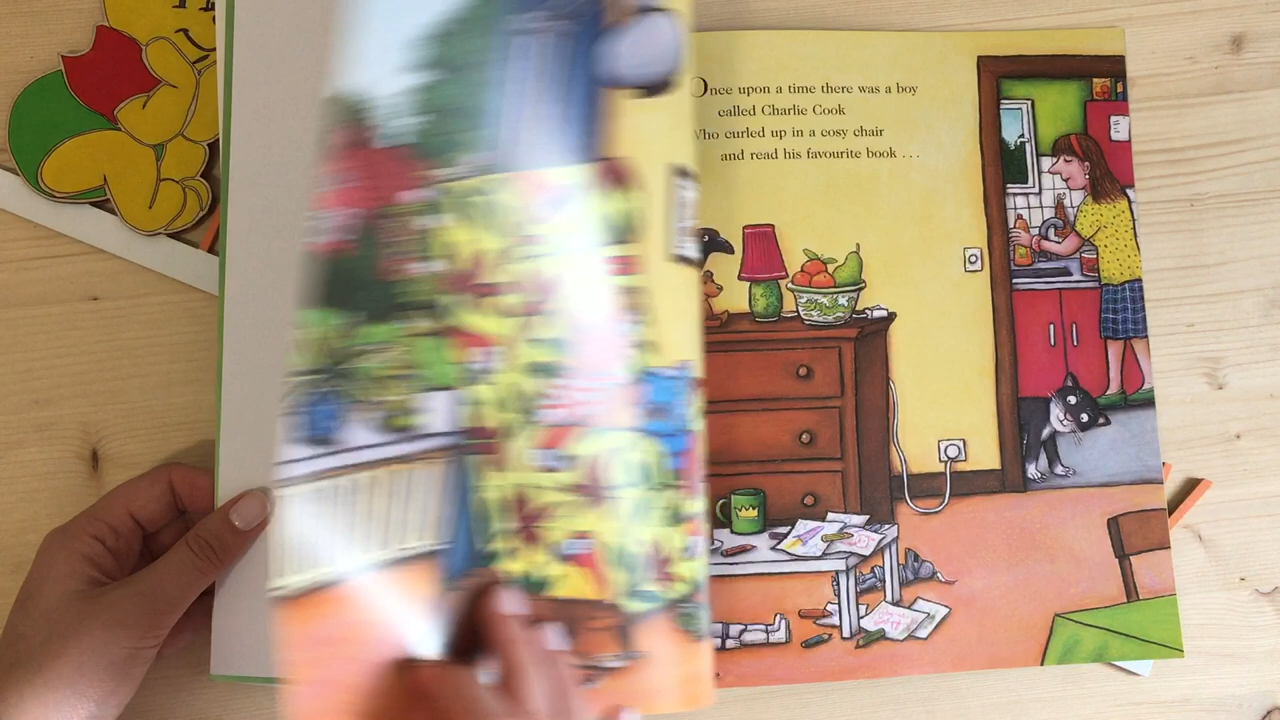 Once upon a time there was a boy
called Charlie Cook
Who curled up in a cosy chair
and read his favourite book . . .